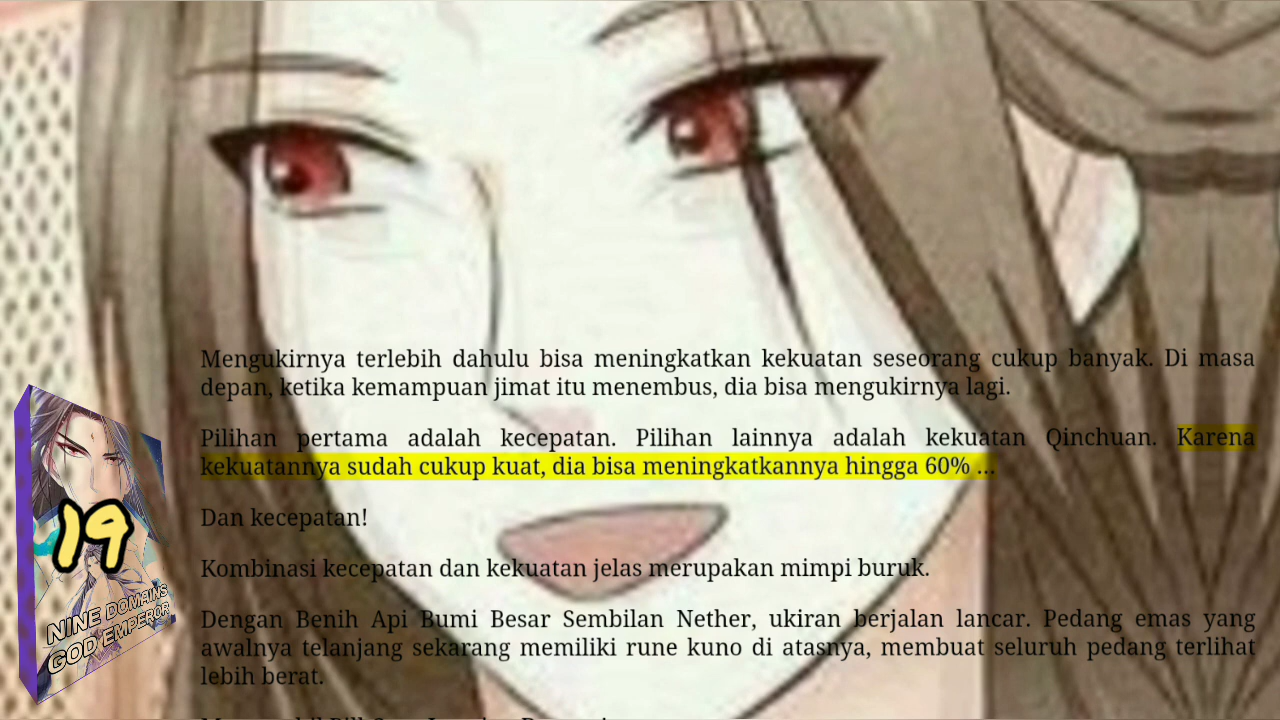 Mengukirnya terlebih dahulu bisa meningkatkan kekuatan seseorang cukup banyak. Di masa
depan, ketika kemampuan jimat itu menembus, dia bisa mengukirnya lagi.
Pilihan pertama adalah kecepatan. Pilihan lainnya adalah kekuatan Qinchuan. Karena
kekuatannya sudah cukup kuat, dia bisa meningkatkannya hingga 60% ...
Dan kecepatan!
Kombinasi kecepatan dan kekuatan jelas merupakan mimpi buruk.
Dengan Benih Api Bumi Besar Sembilan Nether, ukiran berjalan lancar. Pedang emas yang
awalnya telanjang sekarang memiliki rune kuno di atasnya, membuat seluruh pedang terlihat
lebih berat.
19
NINE DOMAINS
GOD EMPEROR